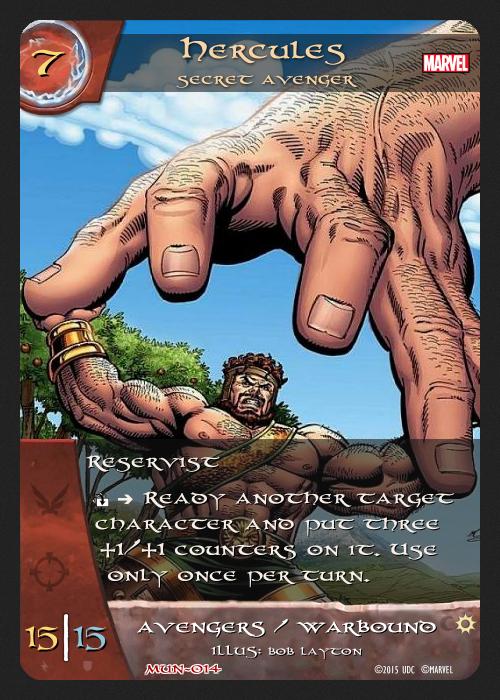 7
Hercules
MARVEL
Secret Avenger
Reservist
→ Ready another target
character and put three
+1/+1 counters on it. Use
only once per turn.
15|15
Avengers / Warbound
Illus: Bob Layton
MUN-014
©2015 UDC ©MARVEL